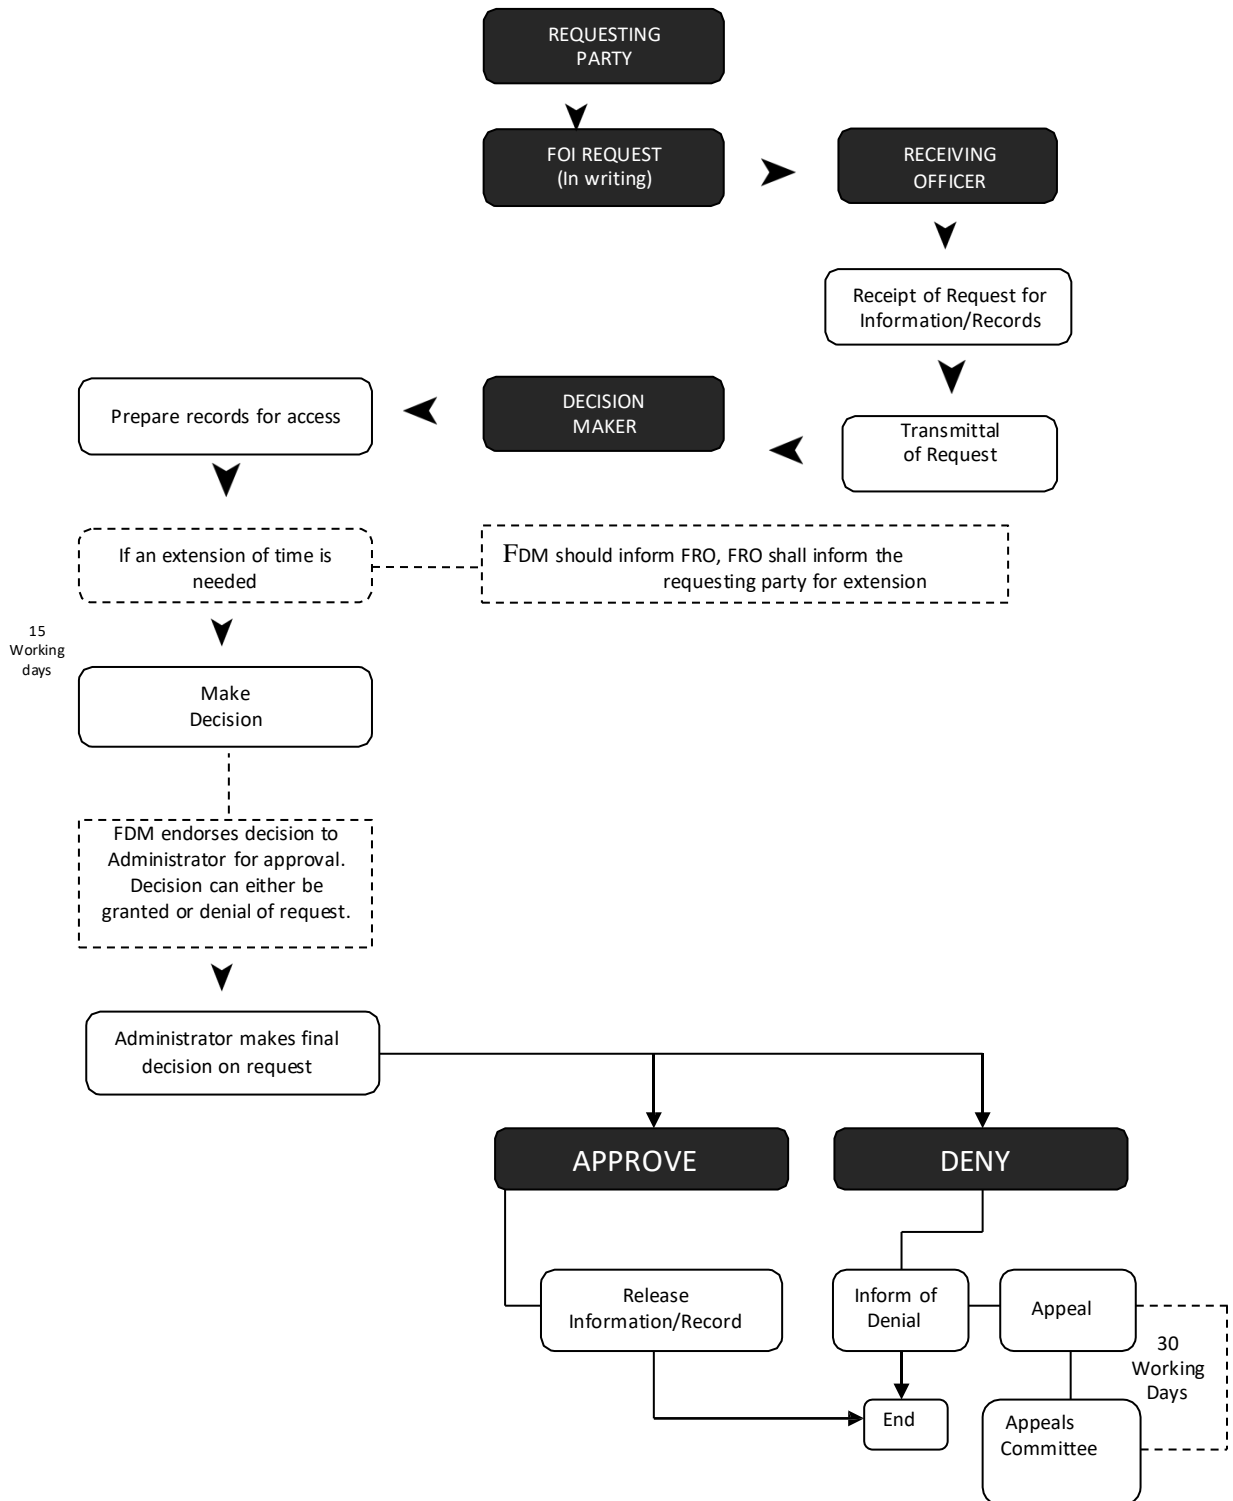 REQUESTING
PARTY
FOI REQUEST
(In writing)
RECEIVING
OFFICER
Receipt of Request for
Information/Records
Transmittal
of Request
DECISION
MAKER
Prepare records for access
If an extension of time is
needed
FDM should inform FRO, FRO shall inform the
requesting party for extension
15
Working
days
Make
Decision
FDM endorses decision to
Administrator for approval.
Decision can either be
granted or denial of request.
Administrator makes final
decision on request
APPROVE
DENY
Release
Information/Record
Inform of
Denial
Appeal
30
Working
Days
End
Appeals
Committee